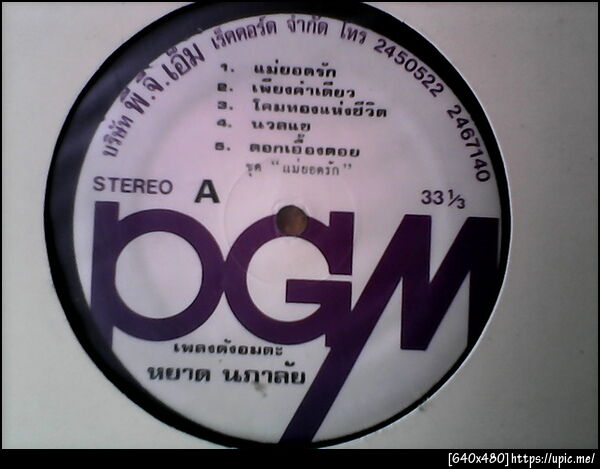 บริษัท พี.จี.เอ็ม เร็คคอร์ด จำกัด โทร 2450522 2467140
1. แม่ยอดรัก
2. เพียงคำเดียว
3. โคมทองแห่งชีวิต
4. นวลแข
5. ดอกเอื้องดอย
ชุด "แม่ยอดรัก"
STEREO A 33 1/3
PGM
เพลงดังอมตะ
หยาด นภาลัย
[640x480]https://upic.me/